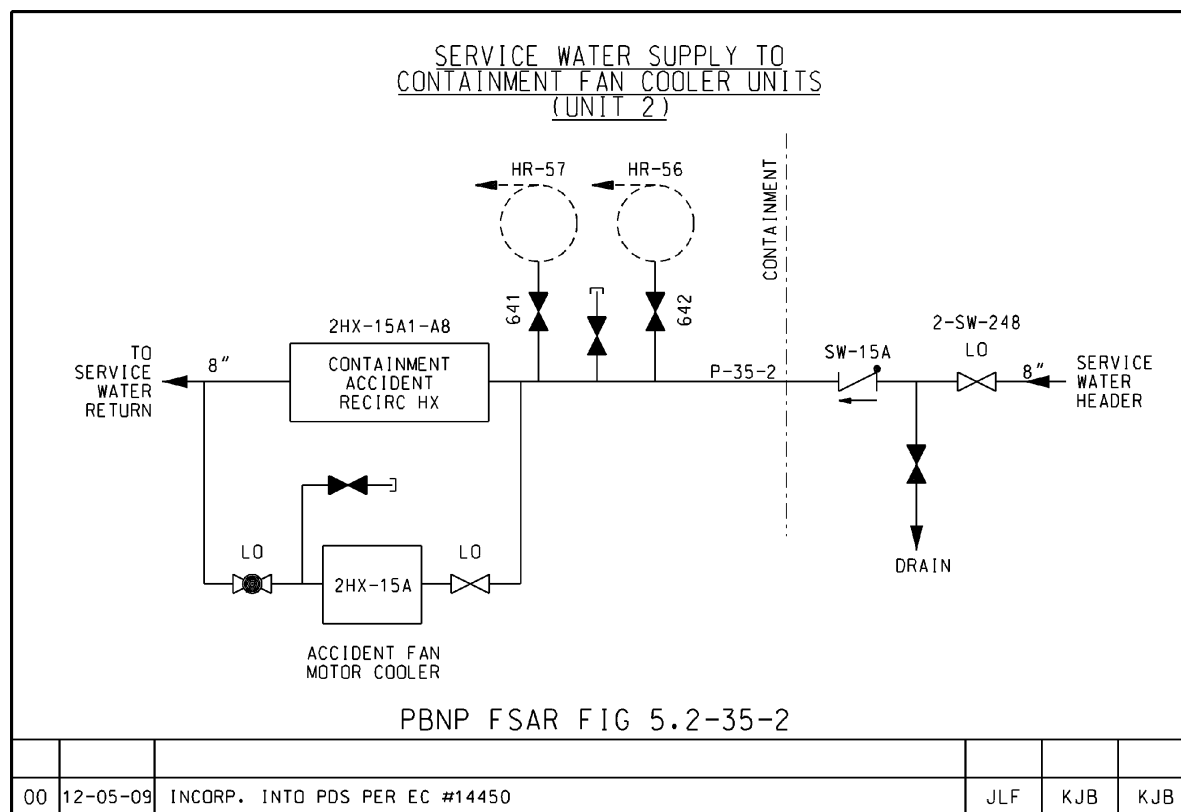 SERVICE WATER SUPPLY TO
CONTAINMENT FAN COOLER UNITS
(UNIT 2)
HR-57
HR-56
CONTAINMENT
641
642
2HX-15A1-A8
2-SW-248
TO
SERVICE
WATER
RETURN
8"
CONTAINMENT
ACCIDENT
RECIRC HX
P-35-2
SW-15A
LO
8"
SERVICE
WATER
HEADER
LO
2HX-15A
LO
DRAIN
ACCIDENT FAN
MOTOR COOLER
PBNP FSAR FIG 5.2-35-2
00 12-05-09 INCORP. INTO PDS PER EC #14450 JLF KJB KJB